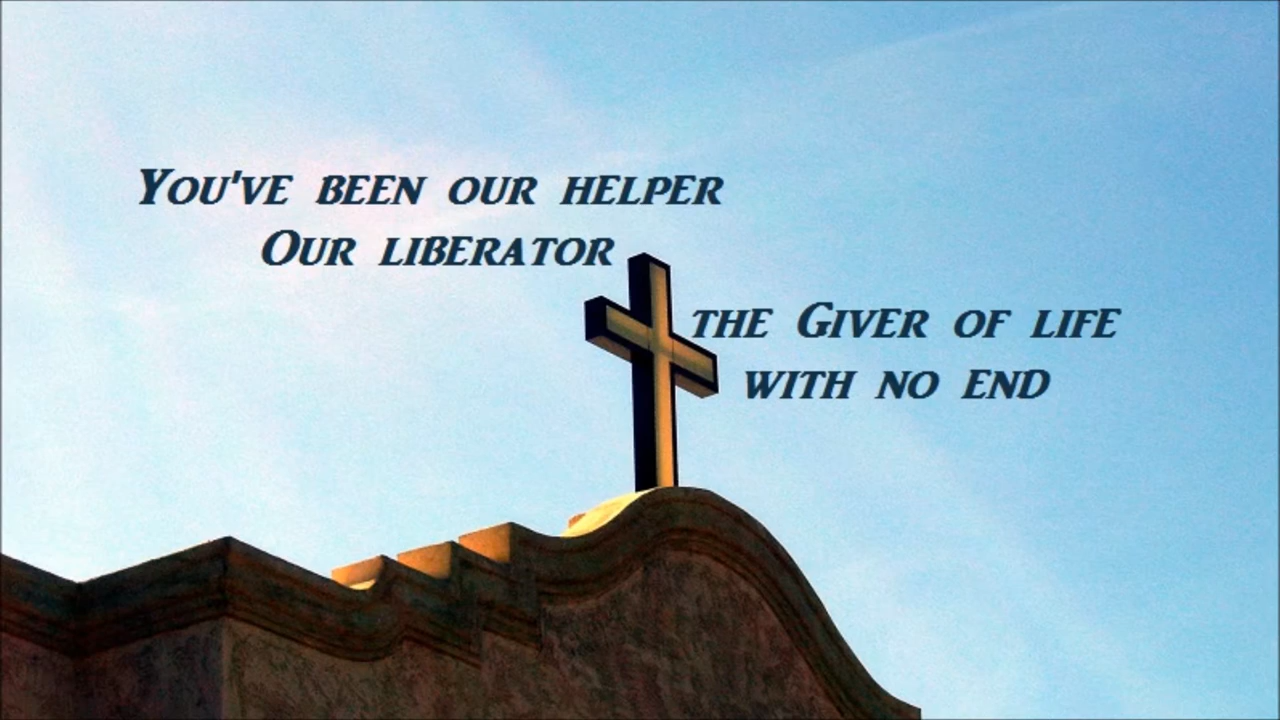 You've been our helper
Our liberator
the Giver of life
with no end